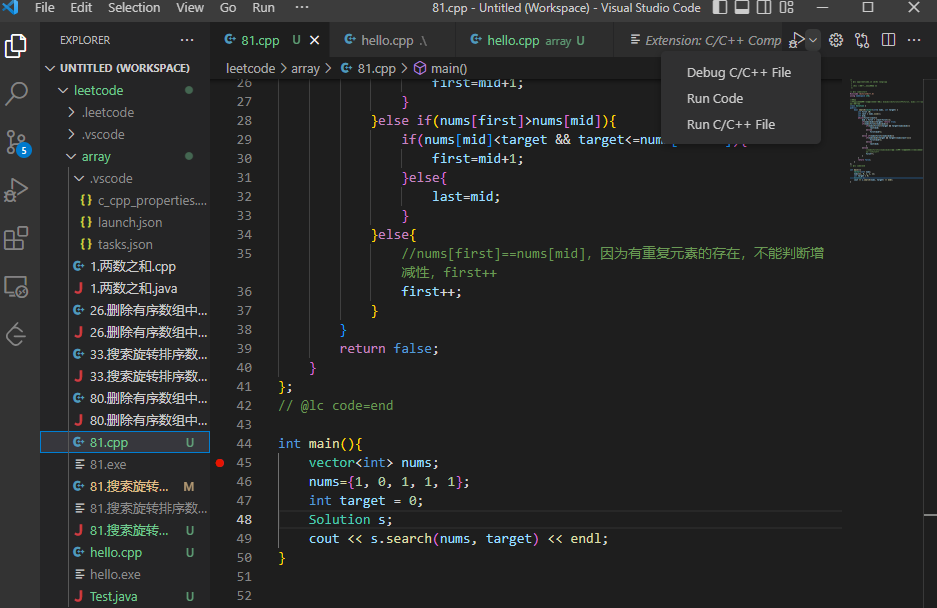 File Edit Selection View Go Run ··· 81.cpp - Untitled (Workspace) - Visual Studio Code
EXPLORER ···
81.cpp U
hello.cpp .\
hello.cpp array U
Extension: C/C++ Comp
Debug C/C++ File
Run Code
Run C/C++ File
UNTITLED (WORKSPACE)
leetcode
.leetcode
.vscode
array
.vscode
c_cpp_properties....
launch.json
tasks.json
1.两数之和.cpp
1.两数之和.java
26.删除有序数组中...
26.删除有序数组中...
33.搜索旋转排序数...
33.搜索旋转排序数...
80.删除有序数组中...
80.删除有序数组中...
81.cpp U
81.exe
81.搜索旋转... M
81.搜索旋转排序数...
81.搜索旋转... U
hello.cpp U
hello.exe
Test.java U
5
leetcode > array > 81.cpp > main()
26 first=mid+1;
27 }
28 }else if(nums[first]>nums[mid]){
29 if(nums[mid]<target && target<=num
30 first=mid+1;
31 }else{
32 last=mid;
33 }
34 }else{
35 //nums[first]==nums[mid]，因为有重复元素的存在，不能判断增
减性，first++
36 first++;
37 }
38 }
39 return false;
40 }
41 };
42 // @lc code=end
43
44 int main(){
45 vector<int> nums;
46 nums={1, 0, 1, 1, 1};
47 int target = 0;
48 Solution s;
49 cout << s.search(nums, target) << endl;
50 }
51
52